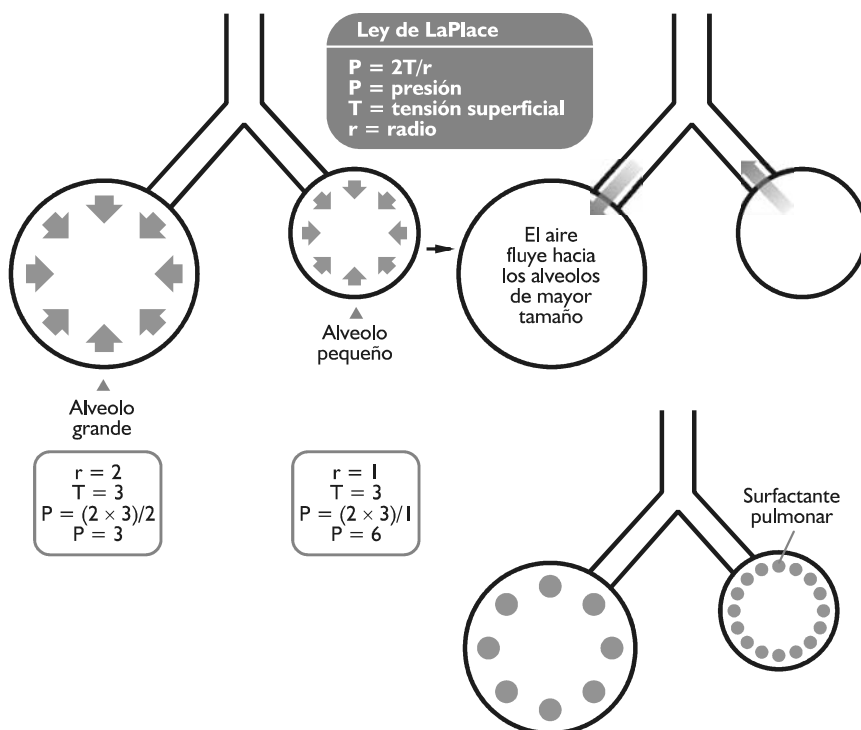 Ley de LaPlace
P = 2T/r
P = presión
T = tensión superficial
r = radio
El aire
fluye hacia
los alveolos
de mayor
tamaño
Alveolo
pequeño
Alveolo
grande
r = 2
T = 3
P = (2 × 3)/2
P = 3
r = 1
T = 3
P = (2 × 3)/1
P = 6
Surfactante
pulmonar